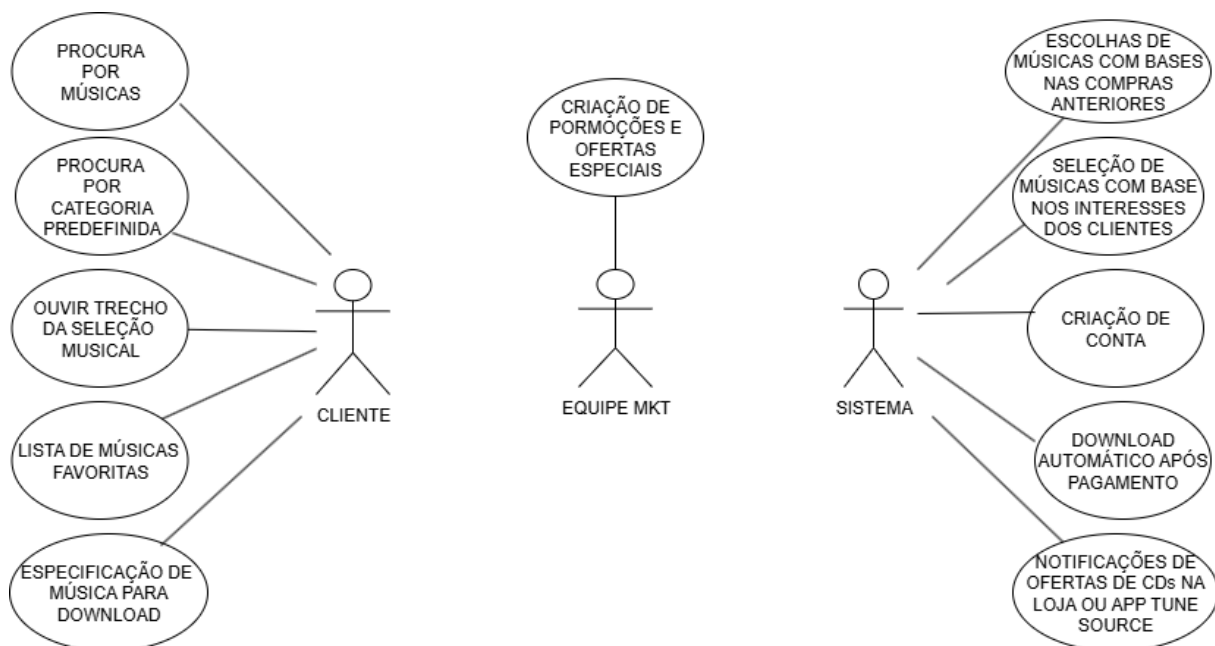 PROCURA
POR
MÚSICAS
PROCURA
POR
CATEGORIA
PREDEFINIDA
OUVIR TRECHO
DA SELEÇÃO
MUSICAL
LISTA DE MÚSICAS
FAVORITAS
ESPECIFICAÇÃO DE
MÚSICA PARA
DOWNLOAD
CLIENTE
CRIAÇÃO DE
PORMOÇÕES E
OFERTAS
ESPECIAIS
EQUIPE MKT
ESCOLHAS DE
MÚSICAS COM BASES
NAS COMPRAS
ANTERIORES
SELEÇÃO DE
MÚSICAS COM BASE
NOS INTERESSES
DOS CLIENTES
CRIAÇÃO DE
CONTA
DOWNLOAD
AUTOMÁTICO APÓS
PAGAMENTO
NOTIFICAÇÕES DE
OFERTAS DE CDs NA
LOJA OU APP TUNE
SOURCE
SISTEMA